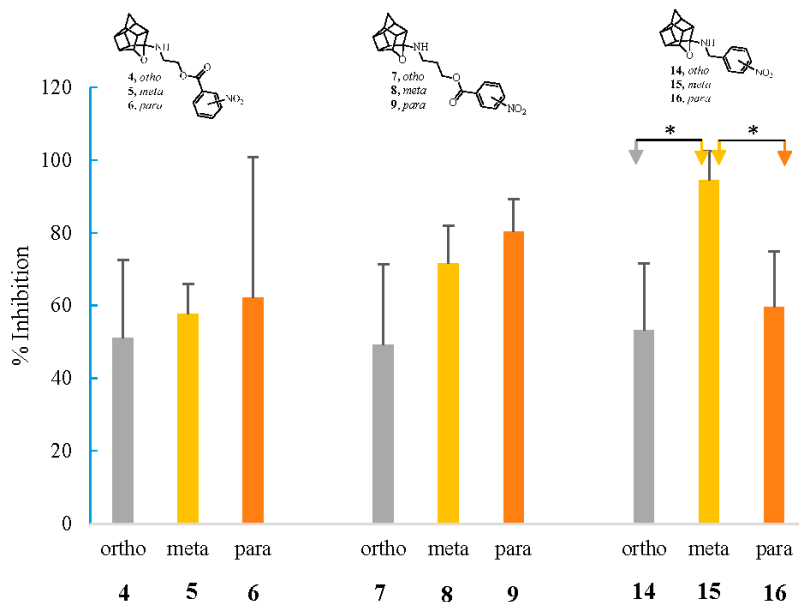 NH
O
O
O
NO₂
4, otho
5, meta
6, para
NH
O
O
O
NO₂
7, otho
8, meta
9, para
NH
O
NO₂
14, otho
15, meta
16, para
* *
% Inhibition
120
100
80
60
40
20
0
ortho meta para ortho meta para ortho meta para
4 5 6 7 8 9 14 15 16